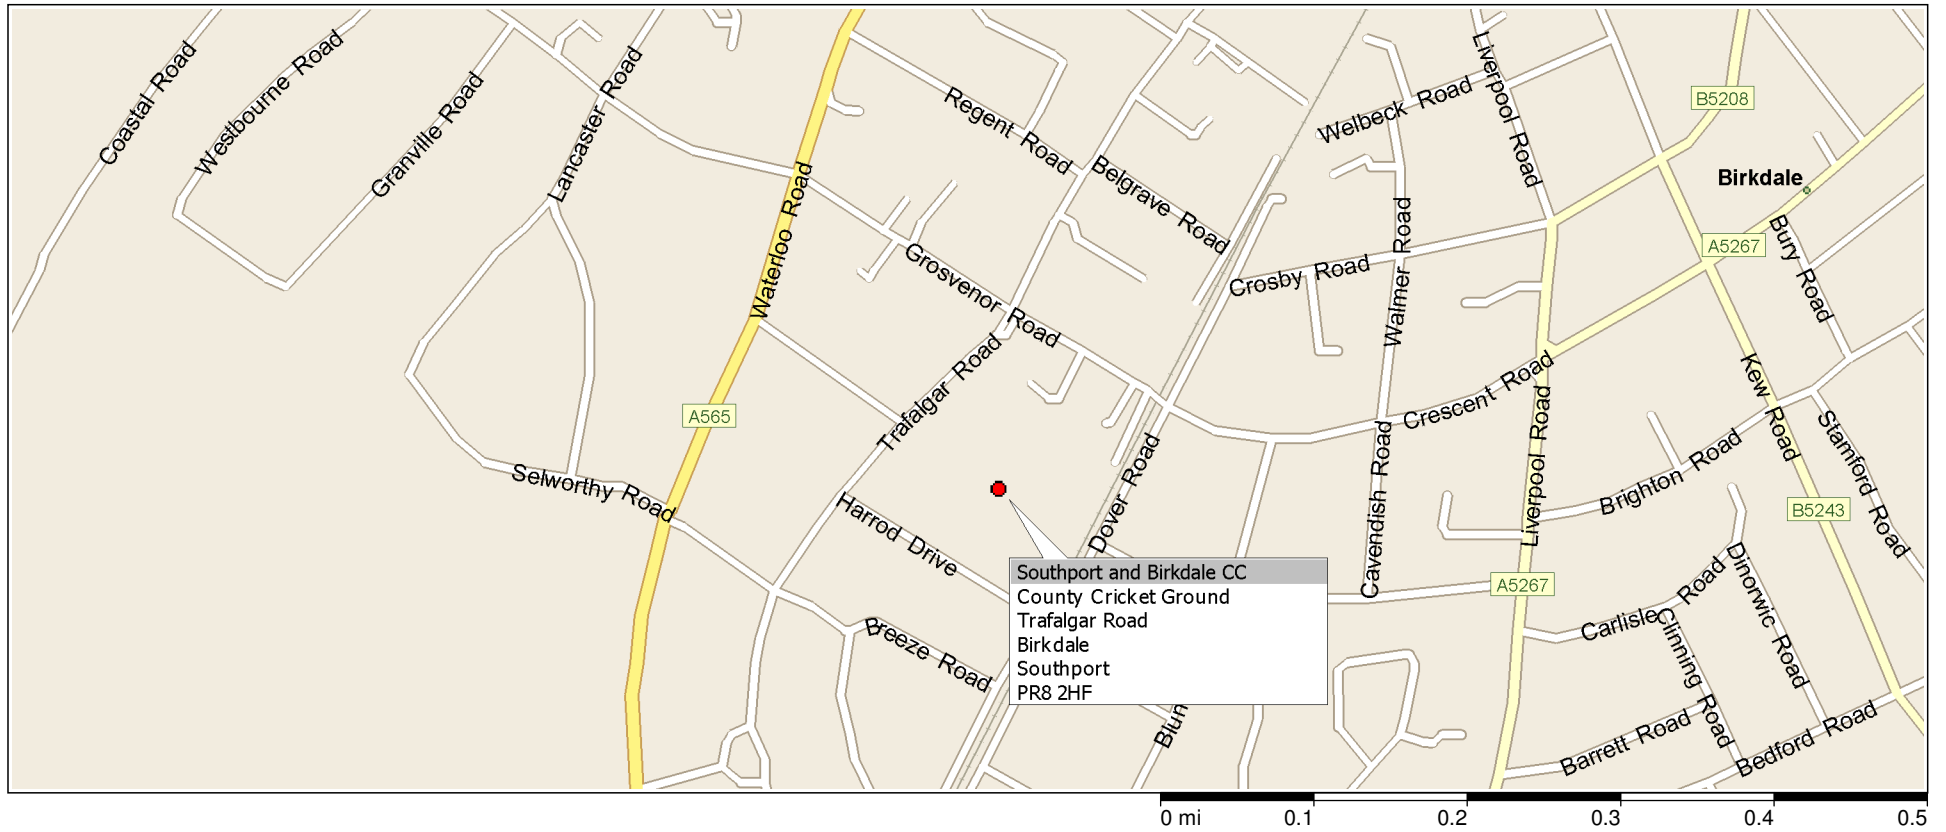 Coastal Road
Westbourne Road
Granville Road
Lancaster Road
Waterloo Road
Regent Road
Belgrave Road
Welbeck Road
Liverpool Road
B5208
Birkdale
A5267
Bury Road
Grosvenor Road
Crosby Road
Walmer Road
Trafalgar Road
A565
Crescent Road
Kew Road
Selworthy Road
Harrod Drive
Dover Road
Cavendish Road
Liverpool Road
Brighton Road
Stamford Road
B5243
Southport and Birkdale CC
County Cricket Ground
Trafalgar Road
Birkdale
Southport
PR8 2HF
A5267
Breeze Road
Carlisle Road
Clinning Road
Dinorwic Road
Blun
Barrett Road
Bedford Road
0 mi 0.1 0.2 0.3 0.4 0.5